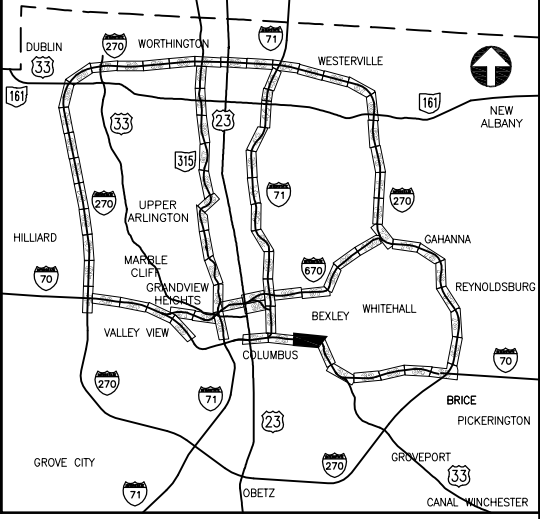 DUBLIN
33
270
WORTHINGTON
71
WESTERVILLE
161
33
23
161
NEW
ALBANY
315
270
UPPER
ARLINGTON
71
270
HILLIARD
GAHANNA
70
MARBLE
CLIFF
670
GRANDVIEW
HEIGHTS
REYNOLDSBURG
BEXLEY
WHITEHALL
VALLEY VIEW
COLUMBUS
70
270
71
BRICE
23
PICKERINGTON
GROVE CITY
270
GROVEPORT
33
71
OBETZ
CANAL WINCHESTER